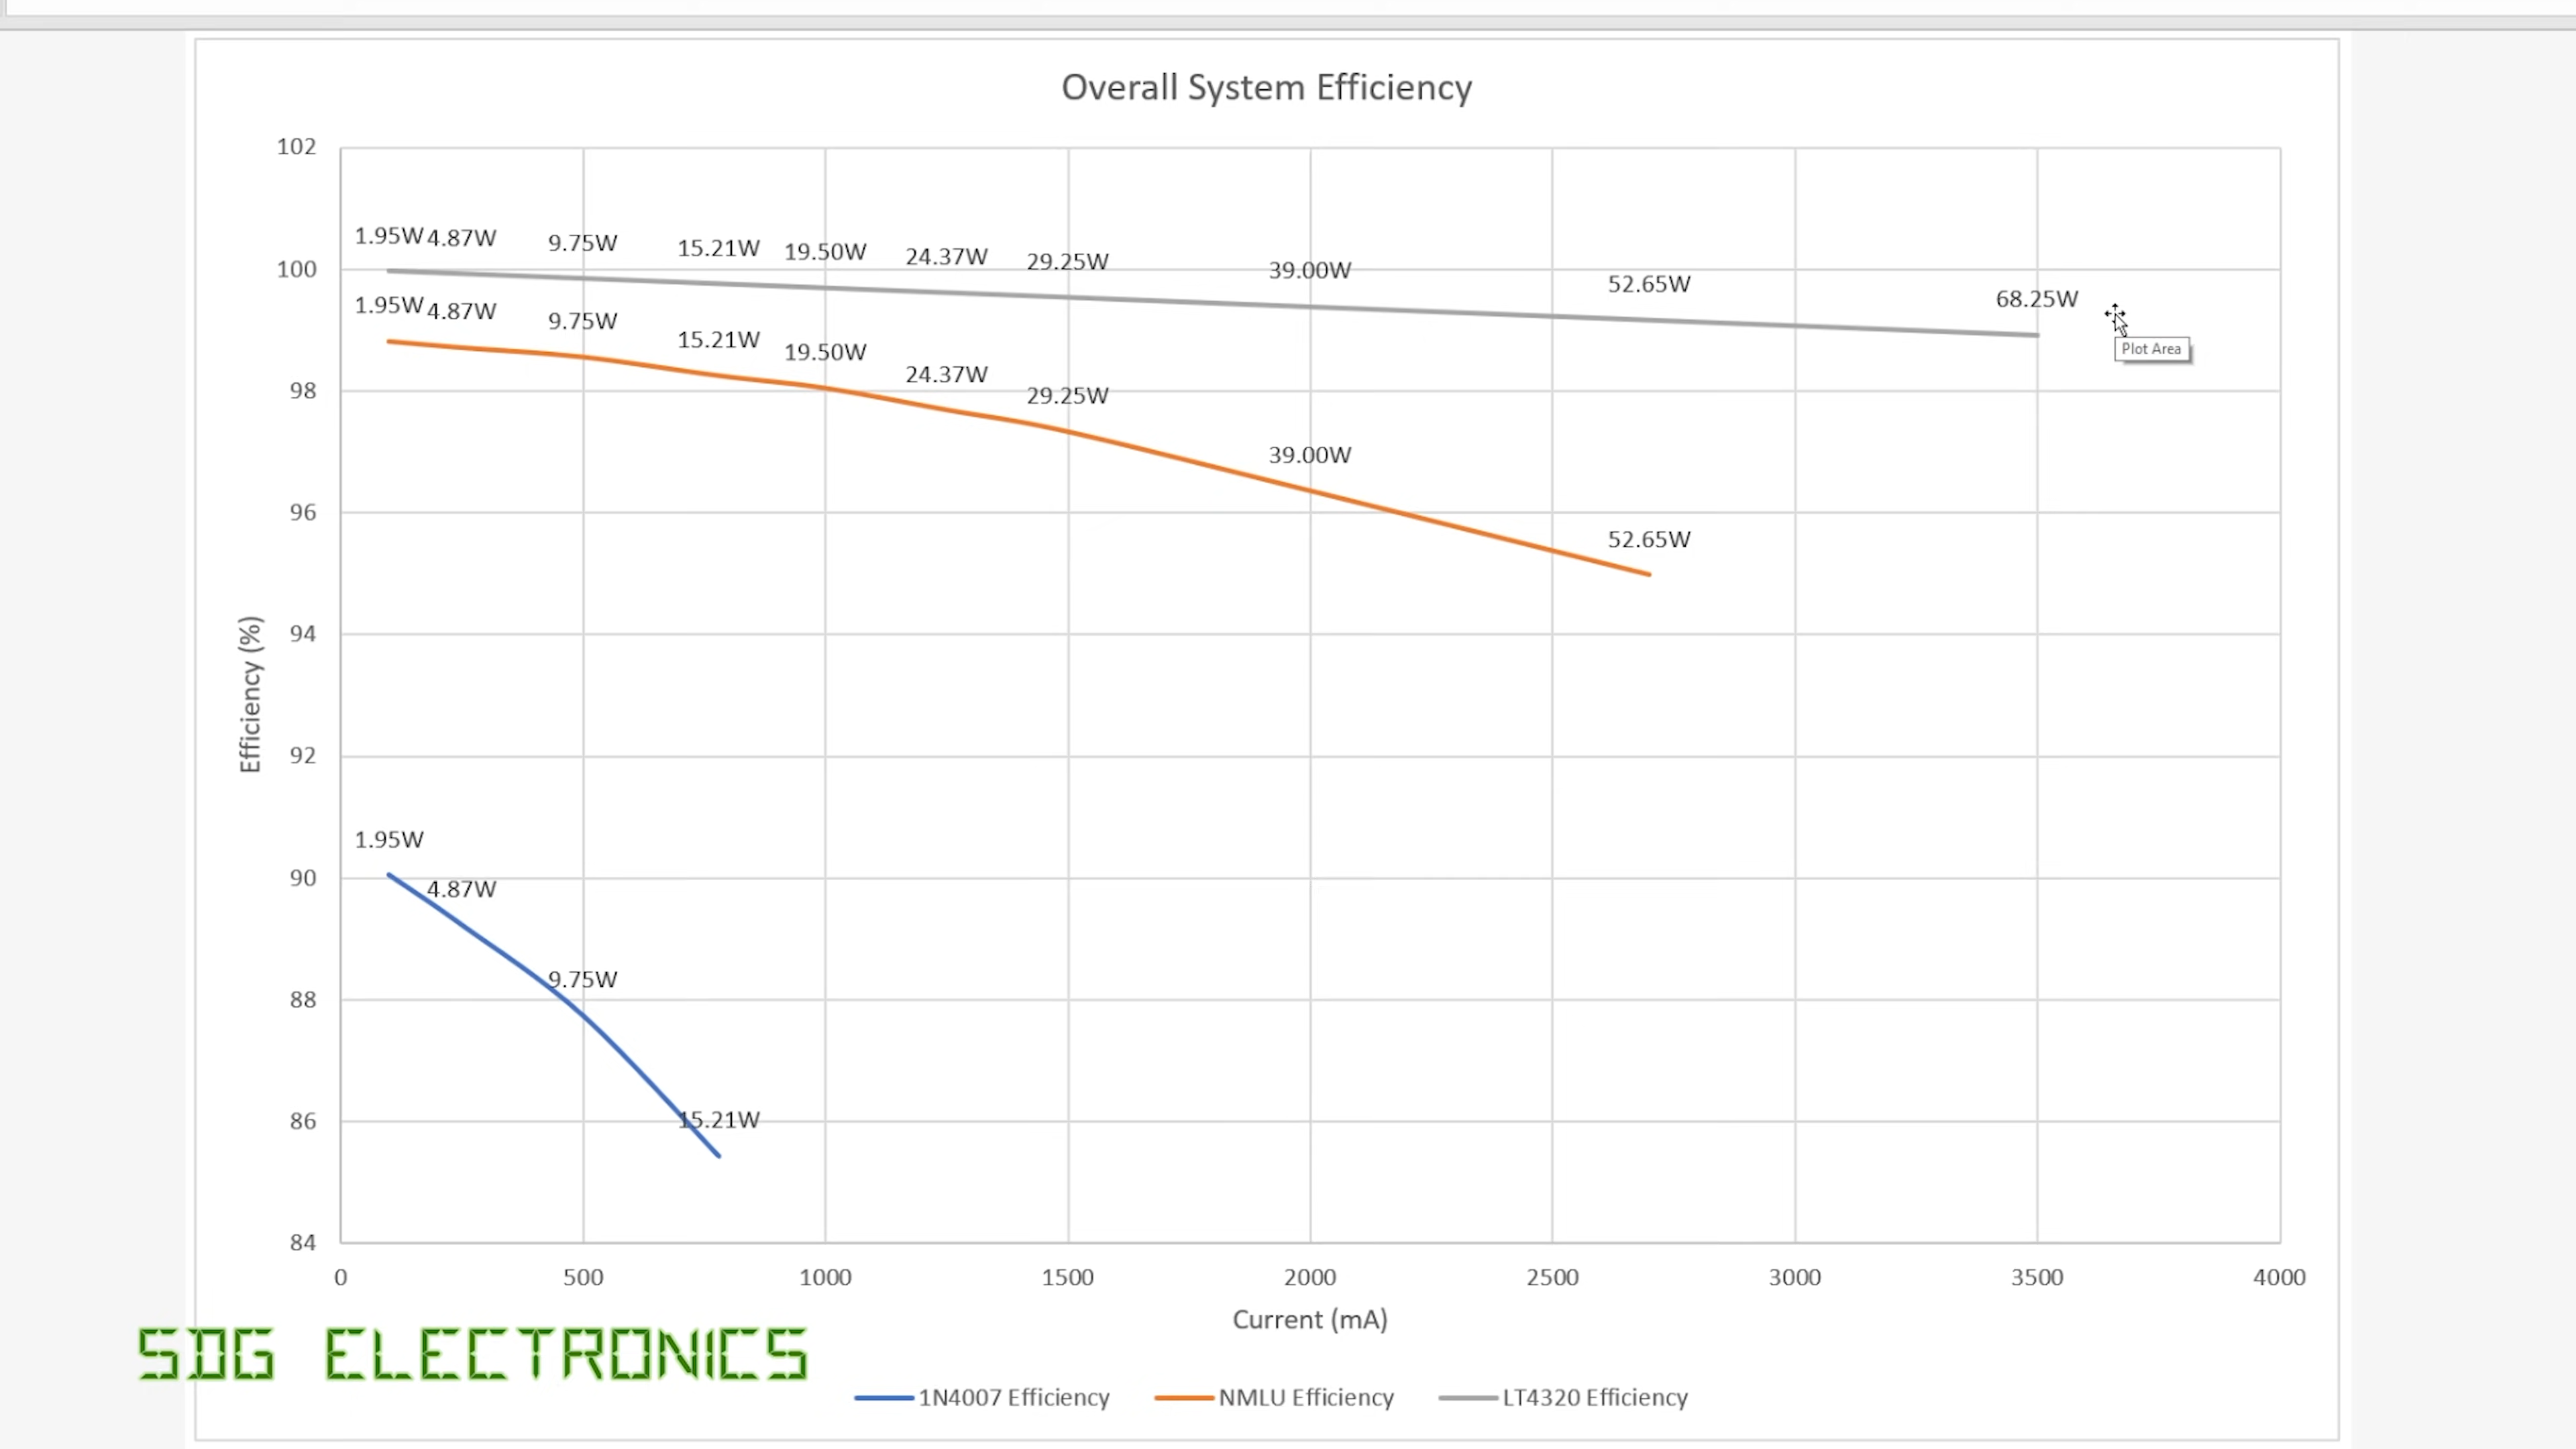 Overall System Efficiency
102
1.95W 4.87W 9.75W 15.21W 19.50W 24.37W 29.25W 39.00W 52.65W 68.25W
100
1.95W 4.87W 9.75W 15.21W 19.50W 24.37W 29.25W 39.00W 52.65W
Plot Area
98
96
94
Efficiency (%)
92
1.95W
90
4.87W
9.75W
88
86
15.21W
84
0 500 1000 1500 2000 2500 3000 3500 4000
Current (mA)
SDG ELECTRONICS
1N4007 Efficiency NMLU Efficiency LT4320 Efficiency